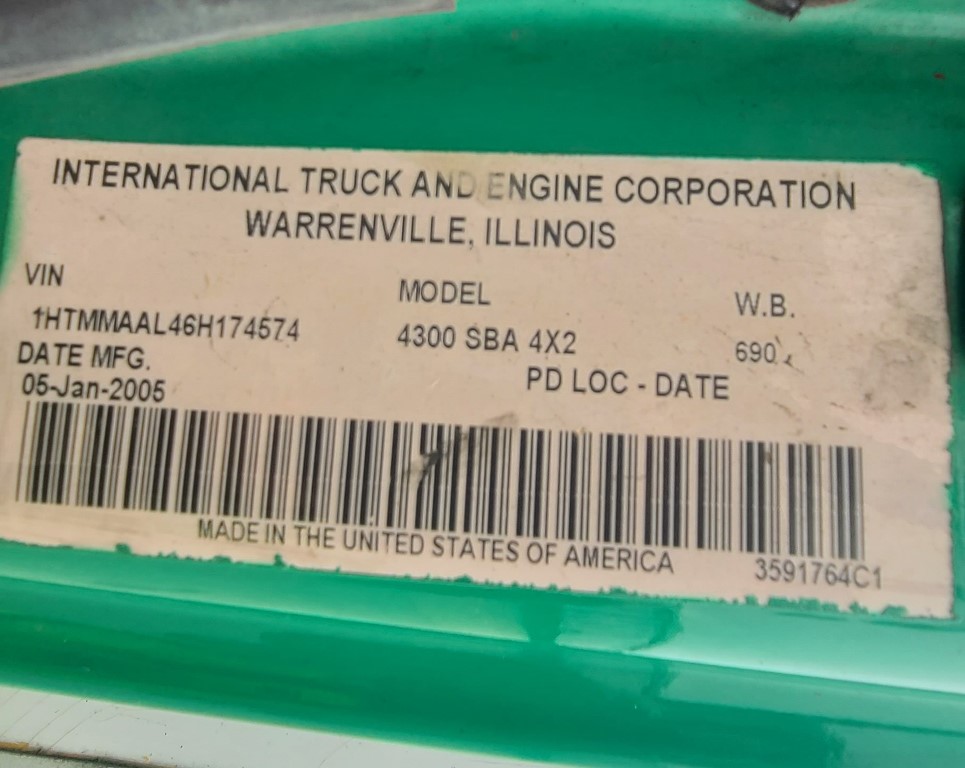 INTERNATIONAL TRUCK AND ENGINE CORPORATION
WARRENVILLE, ILLINOIS
VIN MODEL W.B.
1HTMMAAL46H174574 4300 SBA 4X2 690
DATE MFG. PD LOC - DATE
05-Jan-2005
MADE IN THE UNITED STATES OF AMERICA 3591764C1